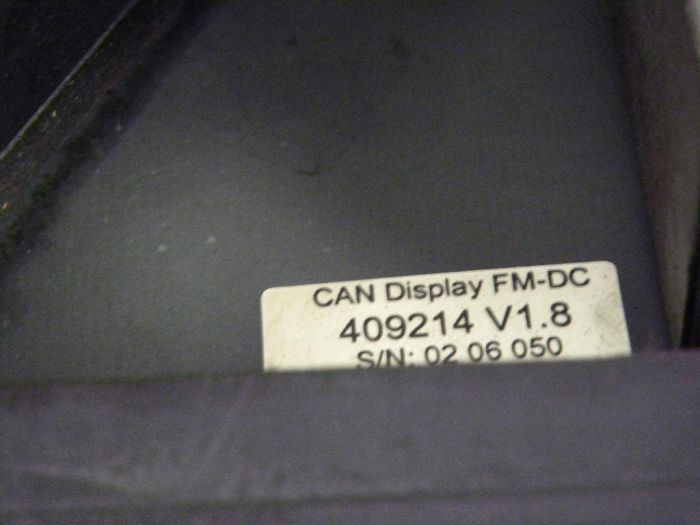 CAN Display FM-DC
409214 V1.8
S/N: 02 06 050